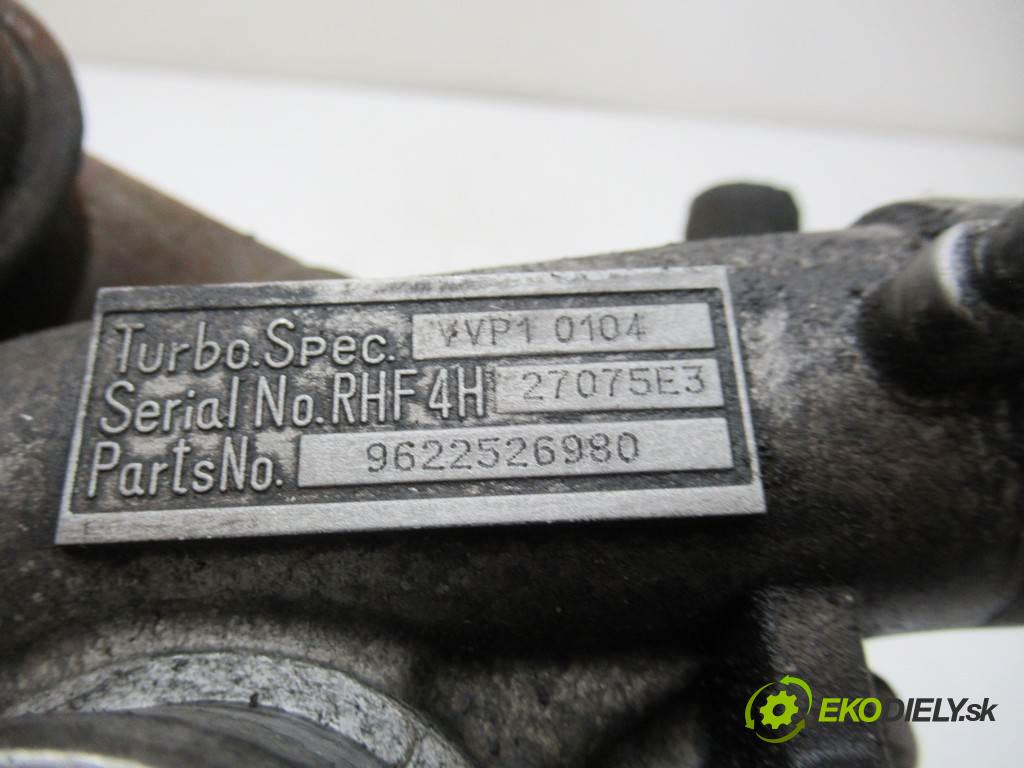 Turbo.Spec. VVP1 0104
Serial No.RHF4H 27075E3
PartsNo. 9622526980
EKODIELY.sk